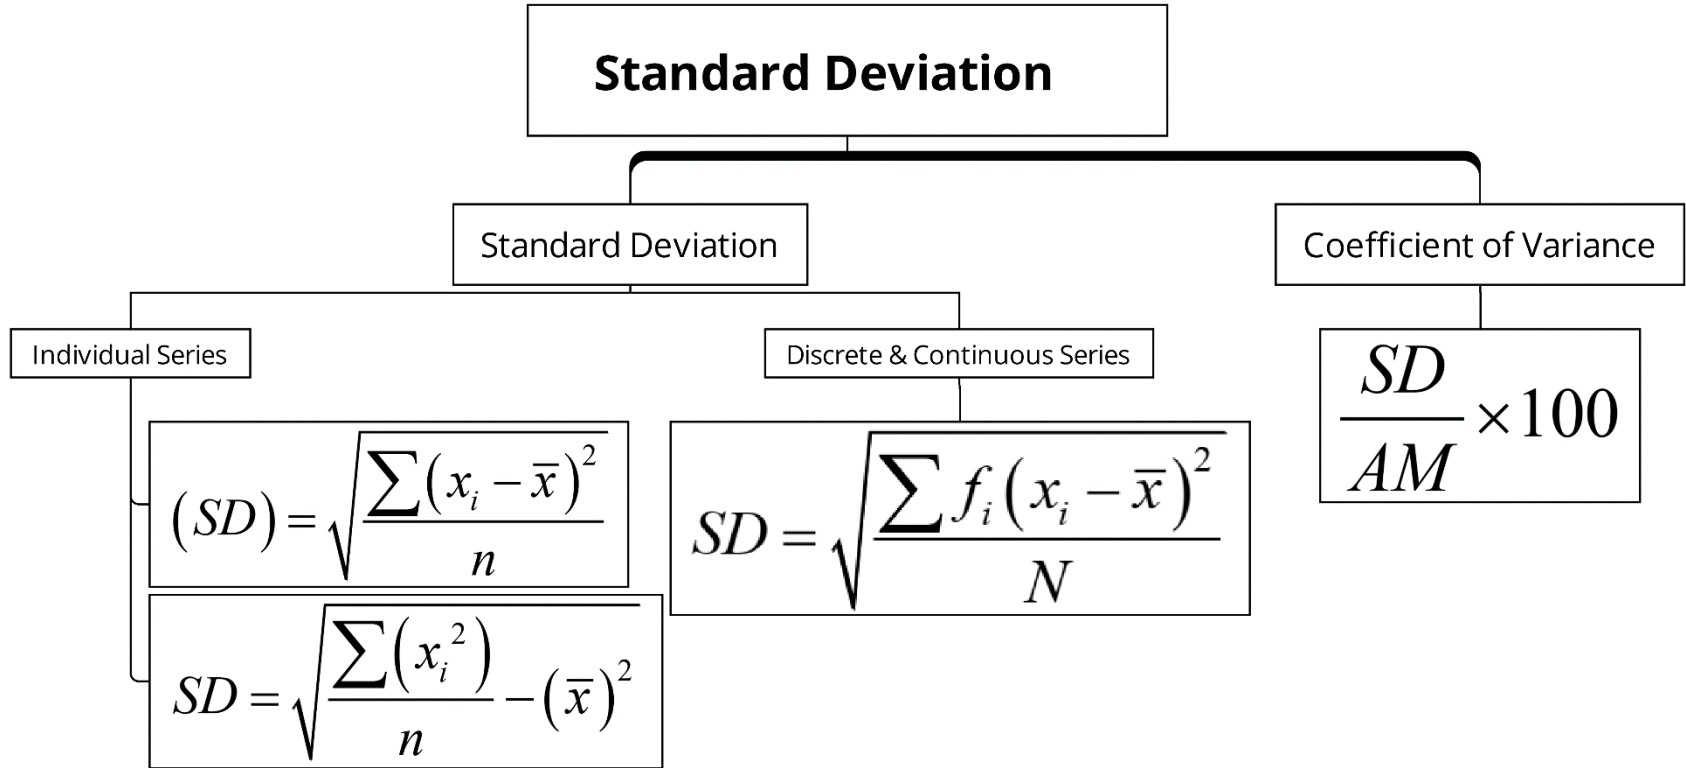 Standard Deviation
Standard Deviation
Coefficient of Variance
Individual Series
Discrete & Continuous Series
(SD) = √(∑(xᵢ − x̄)² / n)
SD = √(∑(xᵢ²) / n − (x̄)²)
SD = √(∑fᵢ(xᵢ − x̄)² / N)
SD / AM ×100